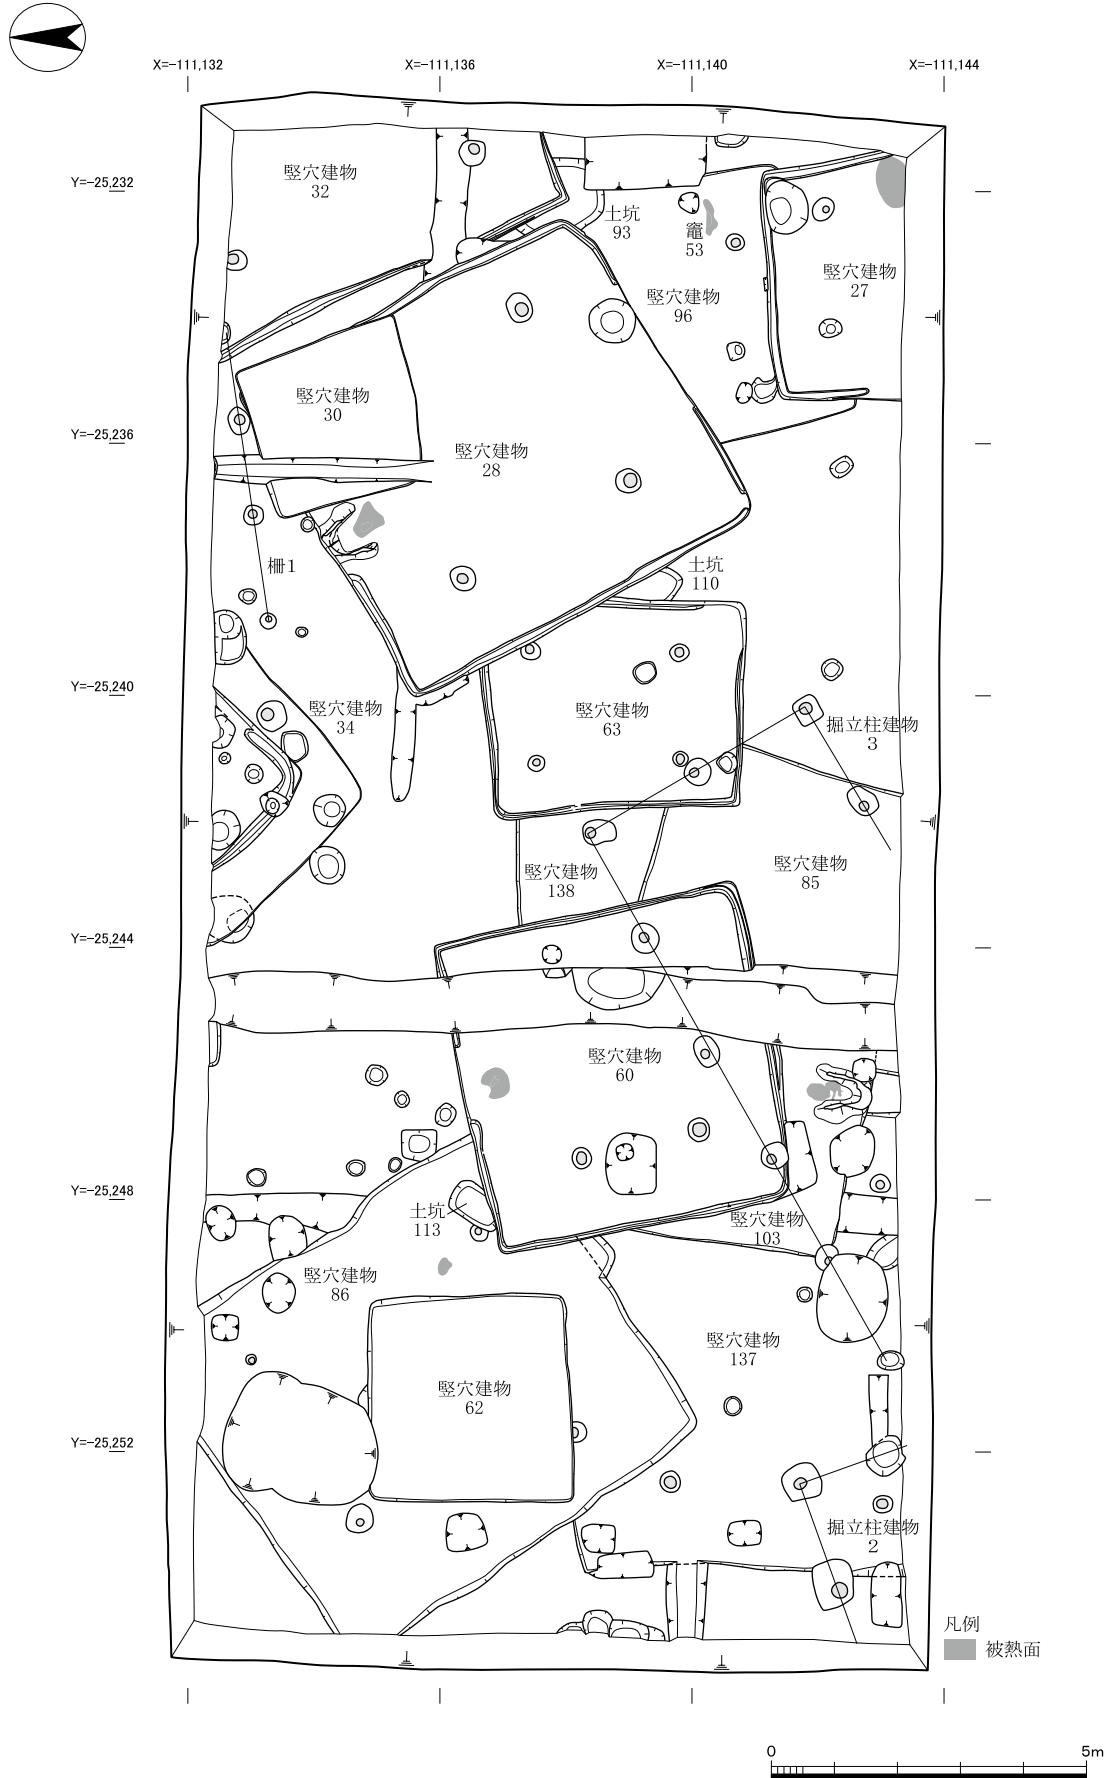 X=-111,132
X=-111,136
X=-111,140
X=-111,144
Y=-25,232
竪穴建物
32
土坑
93
竈
53
竪穴建物
27
竪穴建物
96
竪穴建物
30
Y=-25,236
竪穴建物
28
柵1
土坑
110
Y=-25,240
竪穴建物
34
竪穴建物
63
掘立柱建物
3
竪穴建物
138
竪穴建物
85
Y=-25,244
竪穴建物
60
Y=-25,248
土坑
113
竪穴建物
103
竪穴建物
86
竪穴建物
137
竪穴建物
62
Y=-25,252
掘立柱建物
2
凡例
被熱面
0 5m